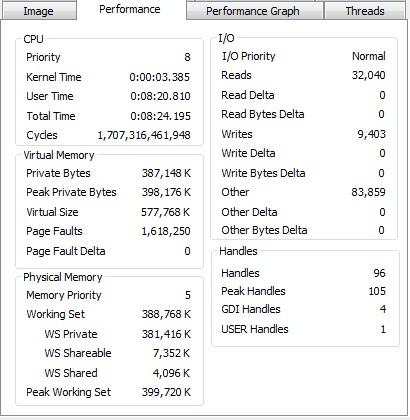 Image Performance Performance Graph Threads
CPU
Priority 8
Kernel Time 0:00:03.385
User Time 0:08:20.810
Total Time 0:08:24.195
Cycles 1,707,316,461,948
Virtual Memory
Private Bytes 387,148 K
Peak Private Bytes 398,176 K
Virtual Size 577,768 K
Page Faults 1,618,250
Page Fault Delta 0
Physical Memory
Memory Priority 5
Working Set 388,768 K
WS Private 381,416 K
WS Shareable 7,352 K
WS Shared 4,096 K
Peak Working Set 399,720 K
I/O
I/O Priority Normal
Reads 32,040
Read Delta 0
Read Bytes Delta 0
Writes 9,403
Write Delta 0
Write Bytes Delta 0
Other 83,859
Other Delta 0
Other Bytes Delta 0
Handles
Handles 96
Peak Handles 105
GDI Handles 4
USER Handles 1